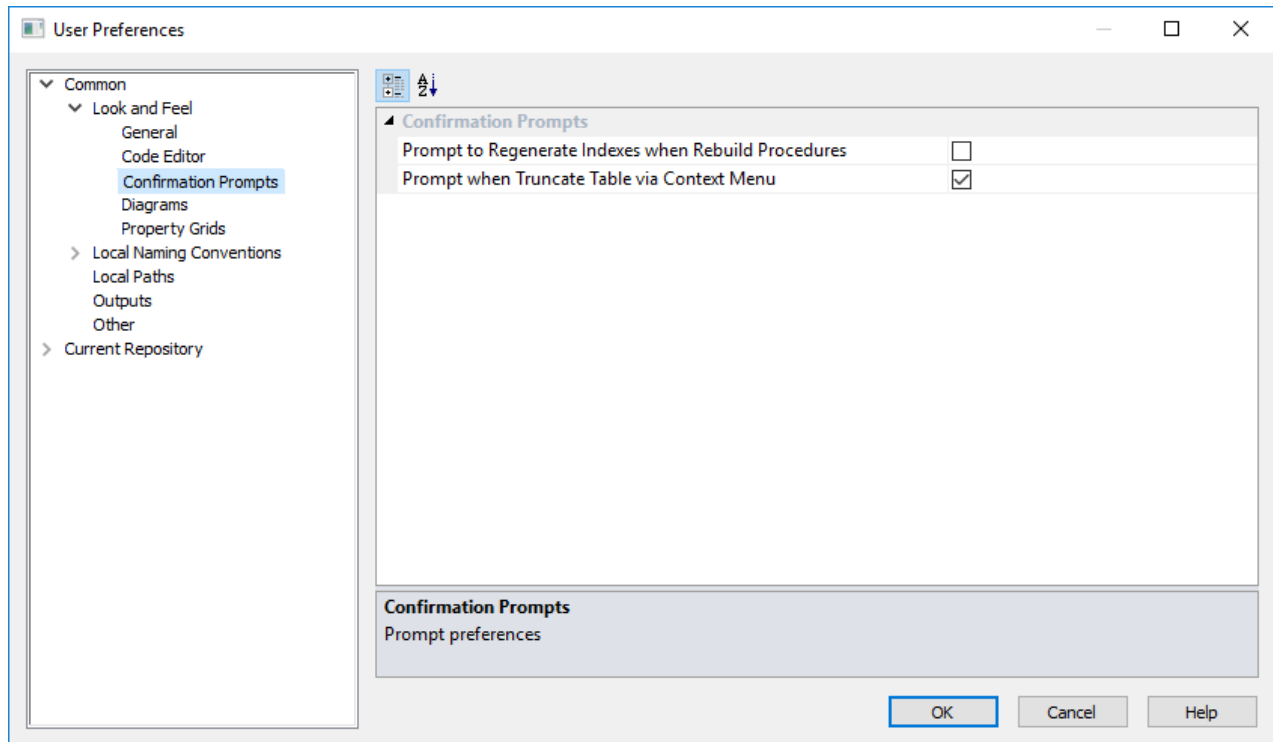 User Preferences
Common
Look and Feel
General
Code Editor
Confirmation Prompts
Diagrams
Property Grids
Local Naming Conventions
Local Paths
Outputs
Other
Current Repository
Confirmation Prompts
Prompt to Regenerate Indexes when Rebuild Procedures
Prompt when Truncate Table via Context Menu
Confirmation Prompts
Prompt preferences
OK Cancel Help